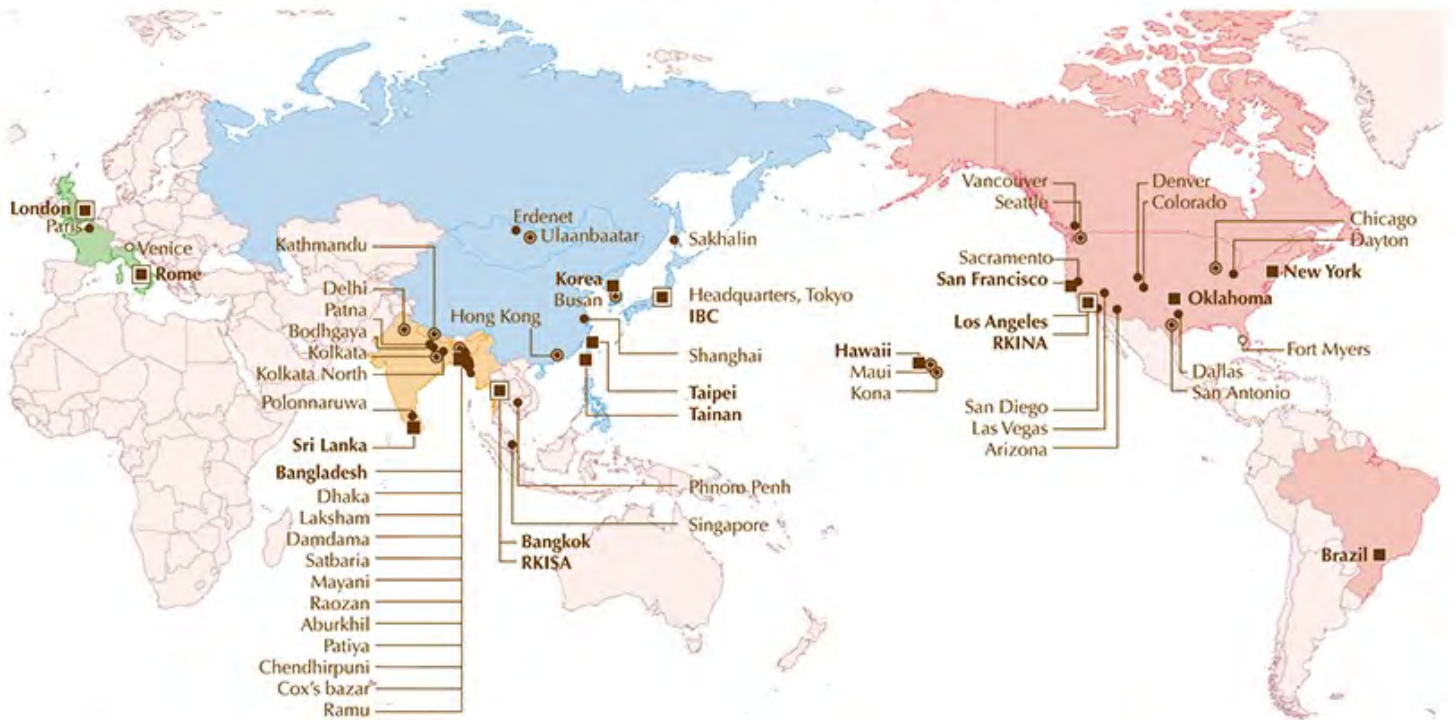 London
Paris
Venice
Rome
Kathmandu
Delhi
Patna
Bodhgaya
Kolkata
Kolkata North
Polonnaruwa
Sri Lanka
Bangladesh
Dhaka
Laksham
Damdama
Satbaria
Mayani
Raozan
Aburkhil
Patiya
Chendhirpuni
Cox's bazar
Ramu
Erdenet
Ulaanbaatar
Sakhalin
Korea
Busan
Headquarters, Tokyo
IBC
Hong Kong
Shanghai
Taipei
Tainan
Phnom Penh
Singapore
Bangkok
RKISA
Hawaii
Maui
Kona
Vancouver
Seattle
Denver
Colorado
Chicago
Dayton
Sacramento
San Francisco
New York
Oklahoma
Los Angeles
RKINA
Fort Myers
Dallas
San Antonio
San Diego
Las Vegas
Arizona
Brazil